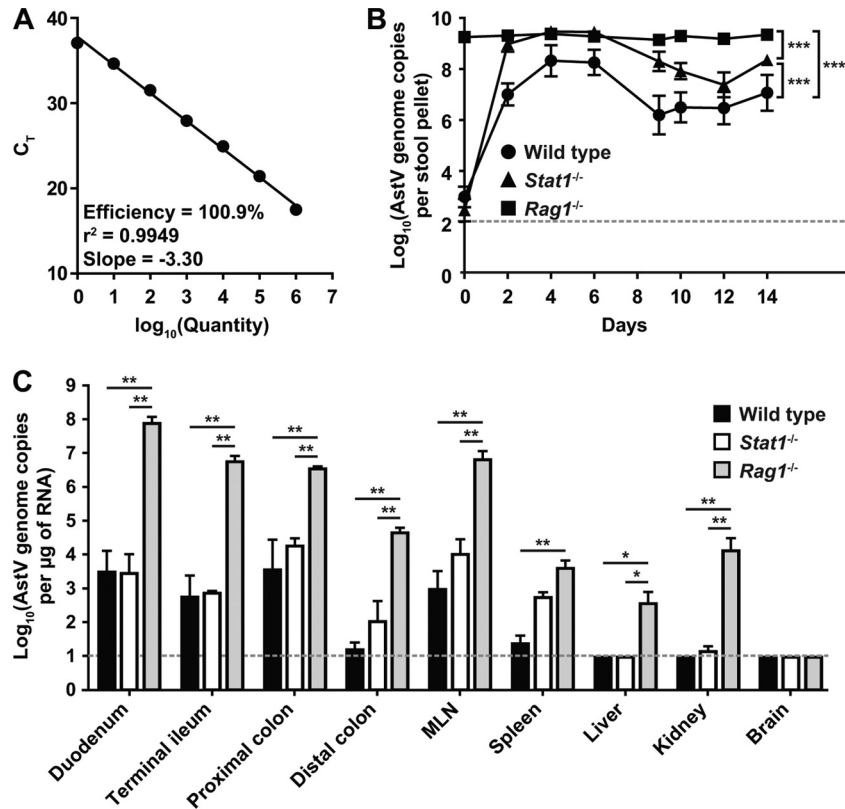 A
40
30
20
10
C_T
Efficiency = 100.9%
r² = 0.9949
Slope = -3.30
0 1 2 3 4 5 6 7
log₁₀(Quantity)
B
10
8
6
4
2
0
Log₁₀(AstV genome copies
per stool pellet)
Wild type
Stat1⁻/⁻
Rag1⁻/⁻
***
***
***
0 2 4 6 8 10 12 14
Days
C
9
8
7
6
5
4
3
2
1
0
Log₁₀(AstV genome copies
per µg of RNA)
** ** ** ** ** ** ** ** ** ** ** * * ** **
Wild type
Stat1⁻/⁻
Rag1⁻/⁻
Duodenum
Terminal ileum
Proximal colon
Distal colon
MLN
Spleen
Liver
Kidney
Brain